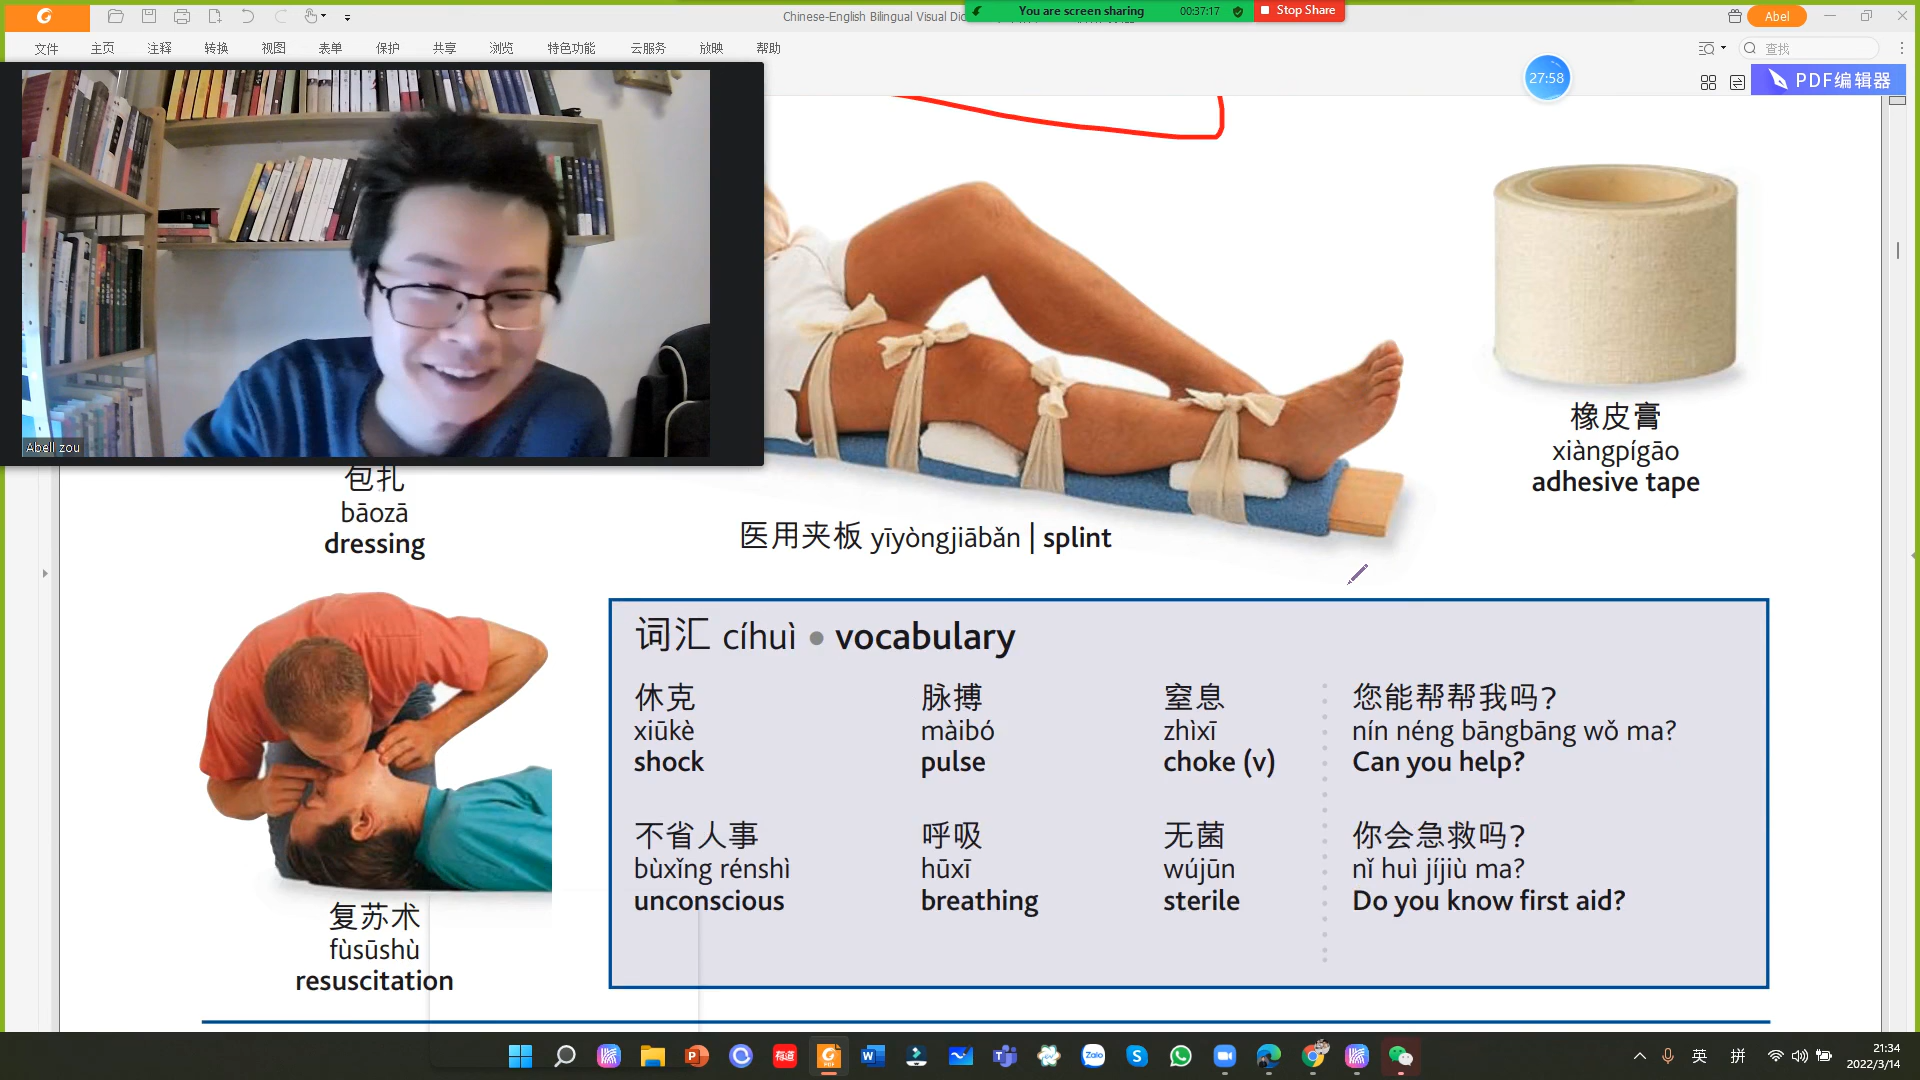 Chinese-English Bilingual Visual Dic
You are screen sharing
00:37:17
Stop Share
Abel
文件 主页 注释 转换 视图 表单 保护 共享 浏览 特色功能 云服务 放映 帮助
查找
27:58
PDF编辑器
Abell zou
橡皮膏
xiàngpígāo
adhesive tape
包扎
bāozā
dressing
医用夹板 yīyòngjiābǎn | splint
词汇 cíhuì • vocabulary
休克
xiūkè
shock
脉搏
màibó
pulse
窒息
zhìxī
choke (v)
您能帮帮我吗?
nín néng bāngbāng wǒ ma?
Can you help?
不省人事
bùxǐng rénshì
unconscious
呼吸
hūxī
breathing
无菌
wújūn
sterile
你会急救吗?
nǐ huì jíjiù ma?
Do you know first aid?
复苏术
fùsūshù
resuscitation
有道
Zalo
英
拼
21:34
2022/3/14